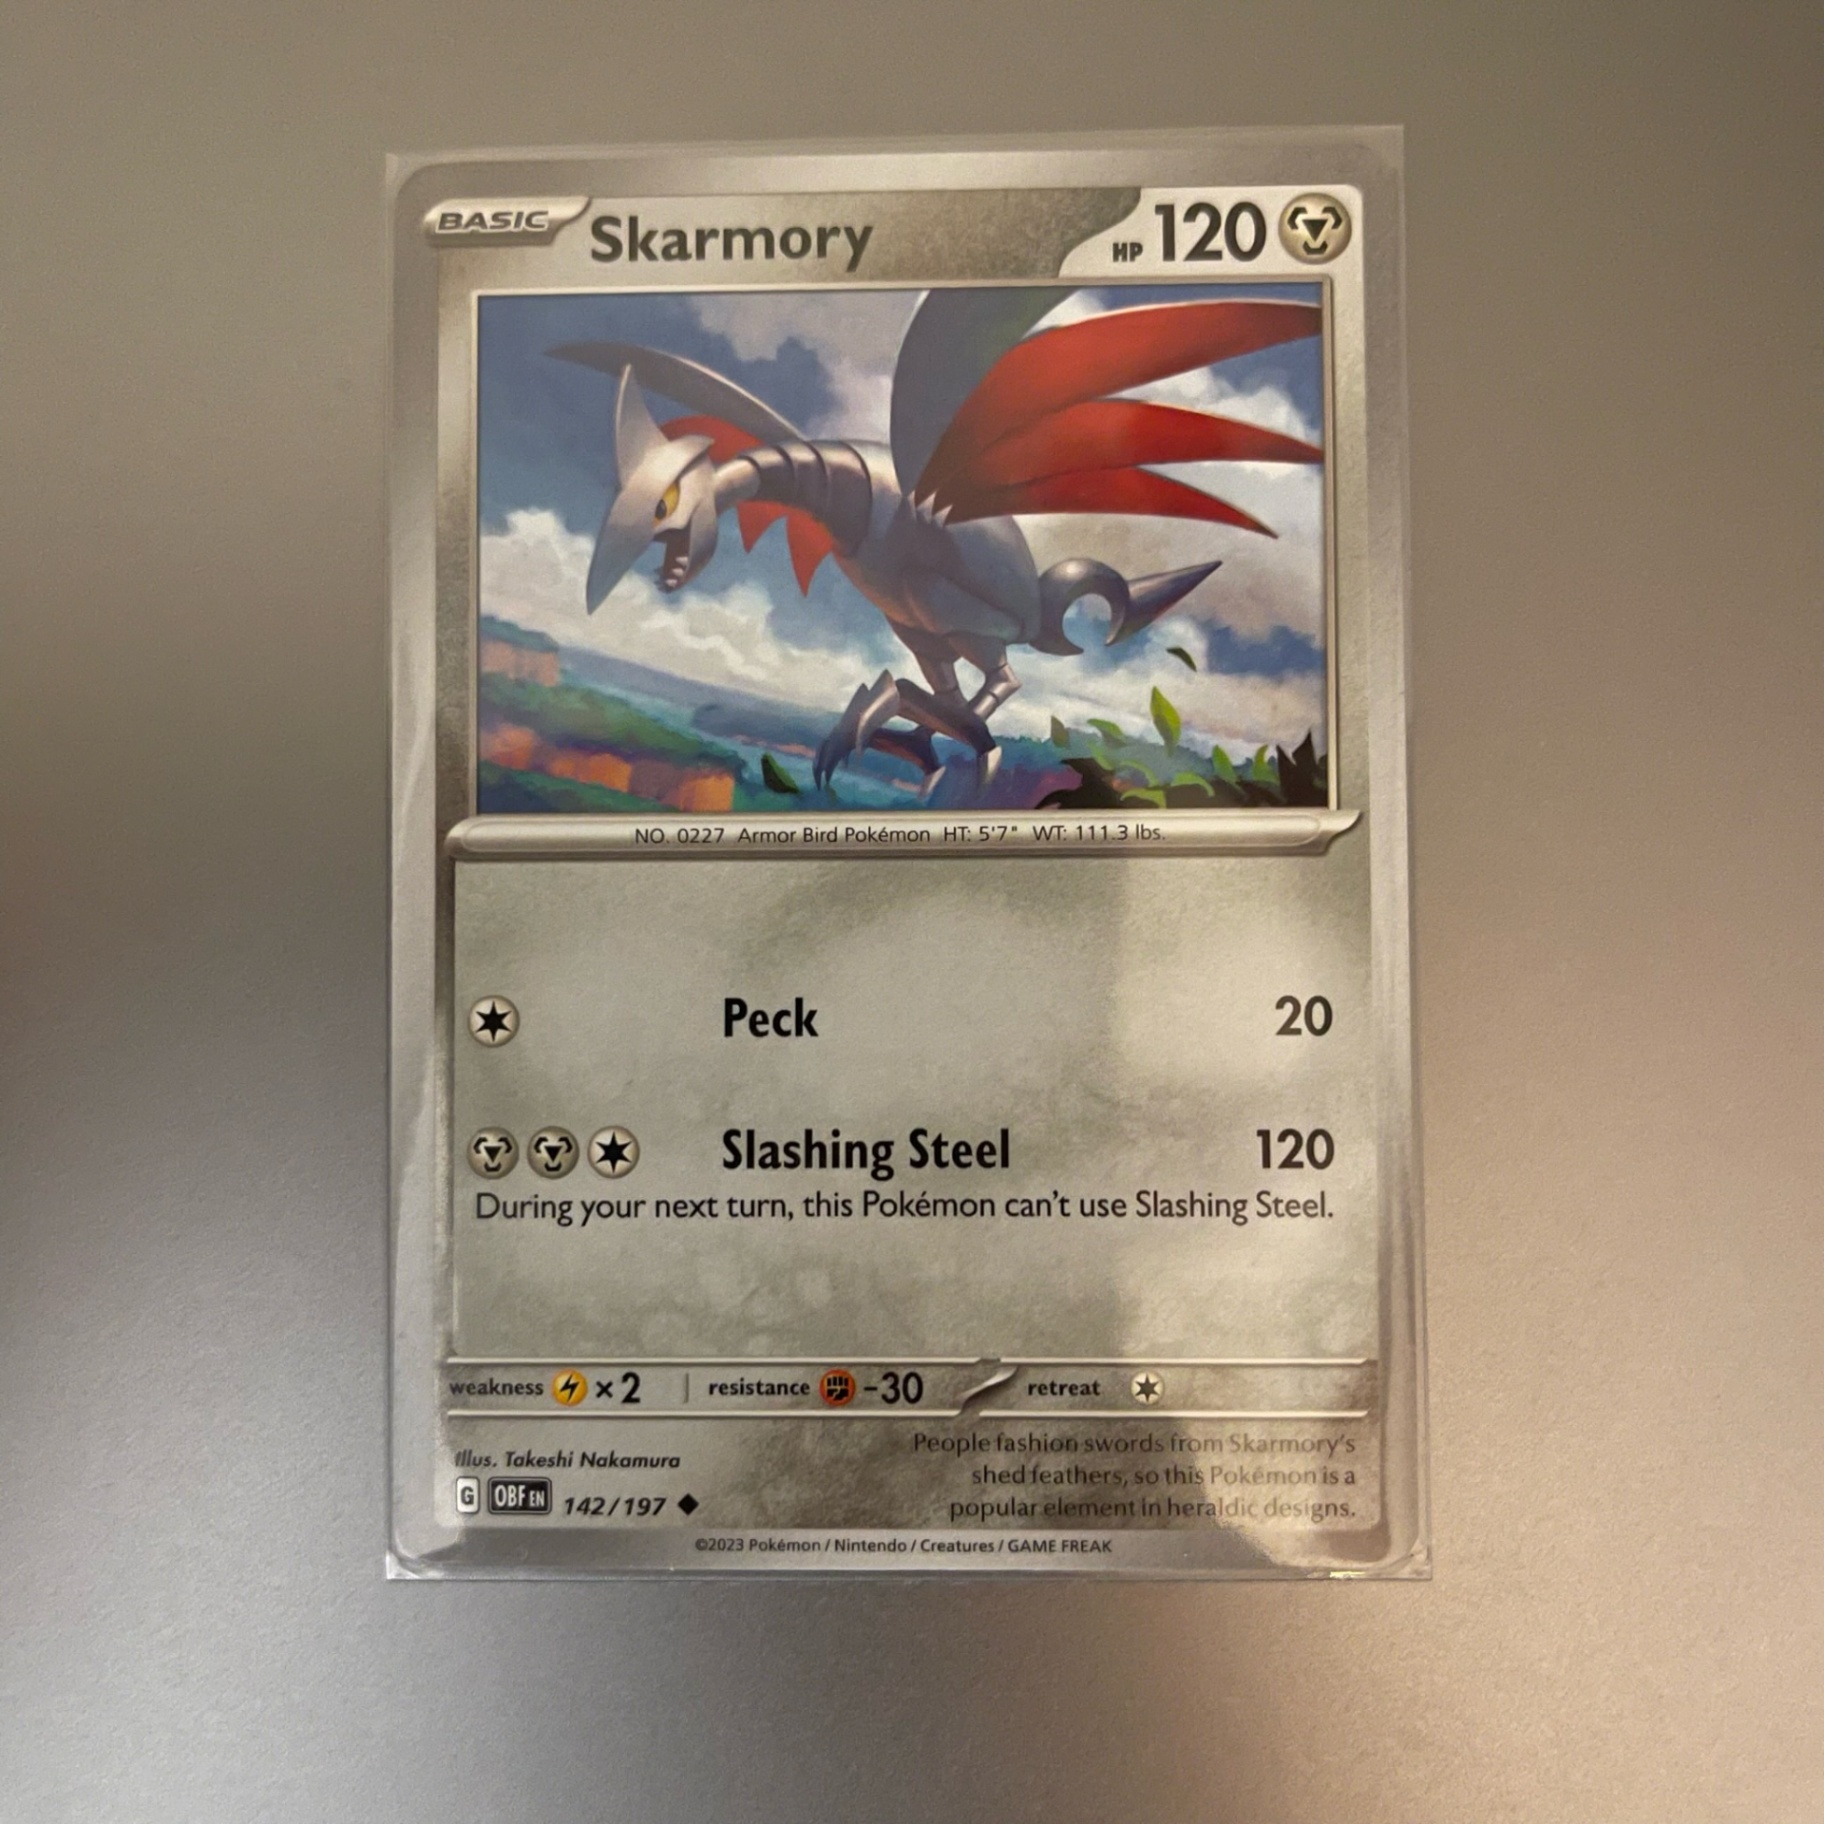 BASIC Skarmory HP 120
NO. 0227 Armor Bird Pokémon HT: 5'7" WT: 111.3 lbs.
Peck 20
Slashing Steel 120
During your next turn, this Pokémon can't use Slashing Steel.
weakness ×2 resistance -30 retreat
Illus. Takeshi Nakamura
G OBF EN 142/197
People fashion swords from Skarmory's
shed feathers, so this Pokémon is a
popular element in heraldic designs.
©2023 Pokémon / Nintendo / Creatures / GAME FREAK